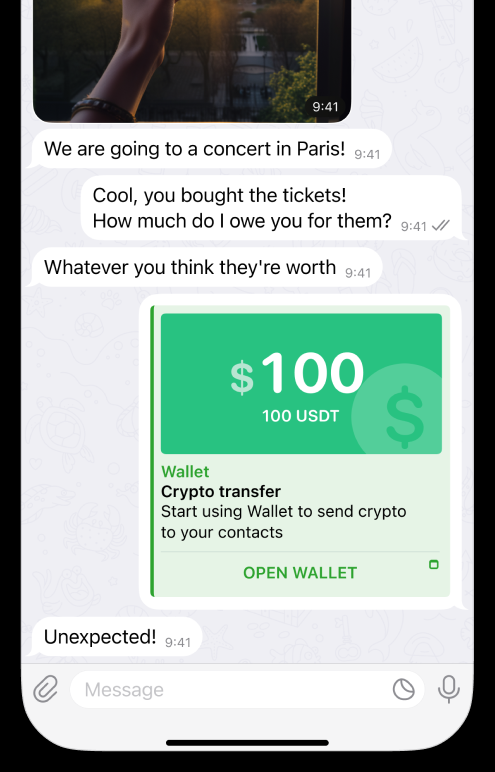 9:41
We are going to a concert in Paris! 9:41
Cool, you bought the tickets!
How much do I owe you for them? 9:41
Whatever you think they're worth 9:41
$100
100 USDT
$
Wallet
Crypto transfer
Start using Wallet to send crypto
to your contacts
OPEN WALLET
Unexpected! 9:41
Message